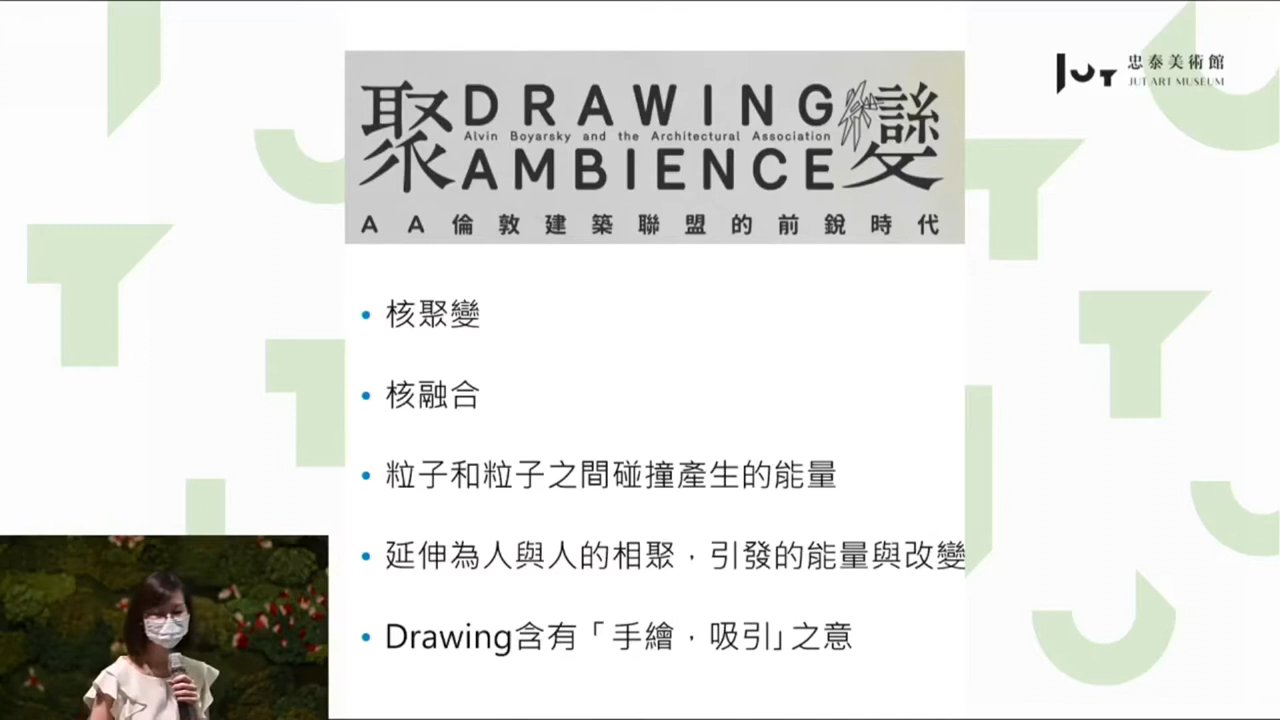 聚 DRAWING 變
Alvin Boyarsky and the Architectural Association
AMBIENCE
AA倫敦建築聯盟的前銳時代
JUT 忠泰美術館
JUT ART MUSEUM
• 核聚變
• 核融合
• 粒子和粒子之間碰撞產生的能量
• 延伸為人與人的相聚，引發的能量與改變
• Drawing含有「手繪，吸引」之意